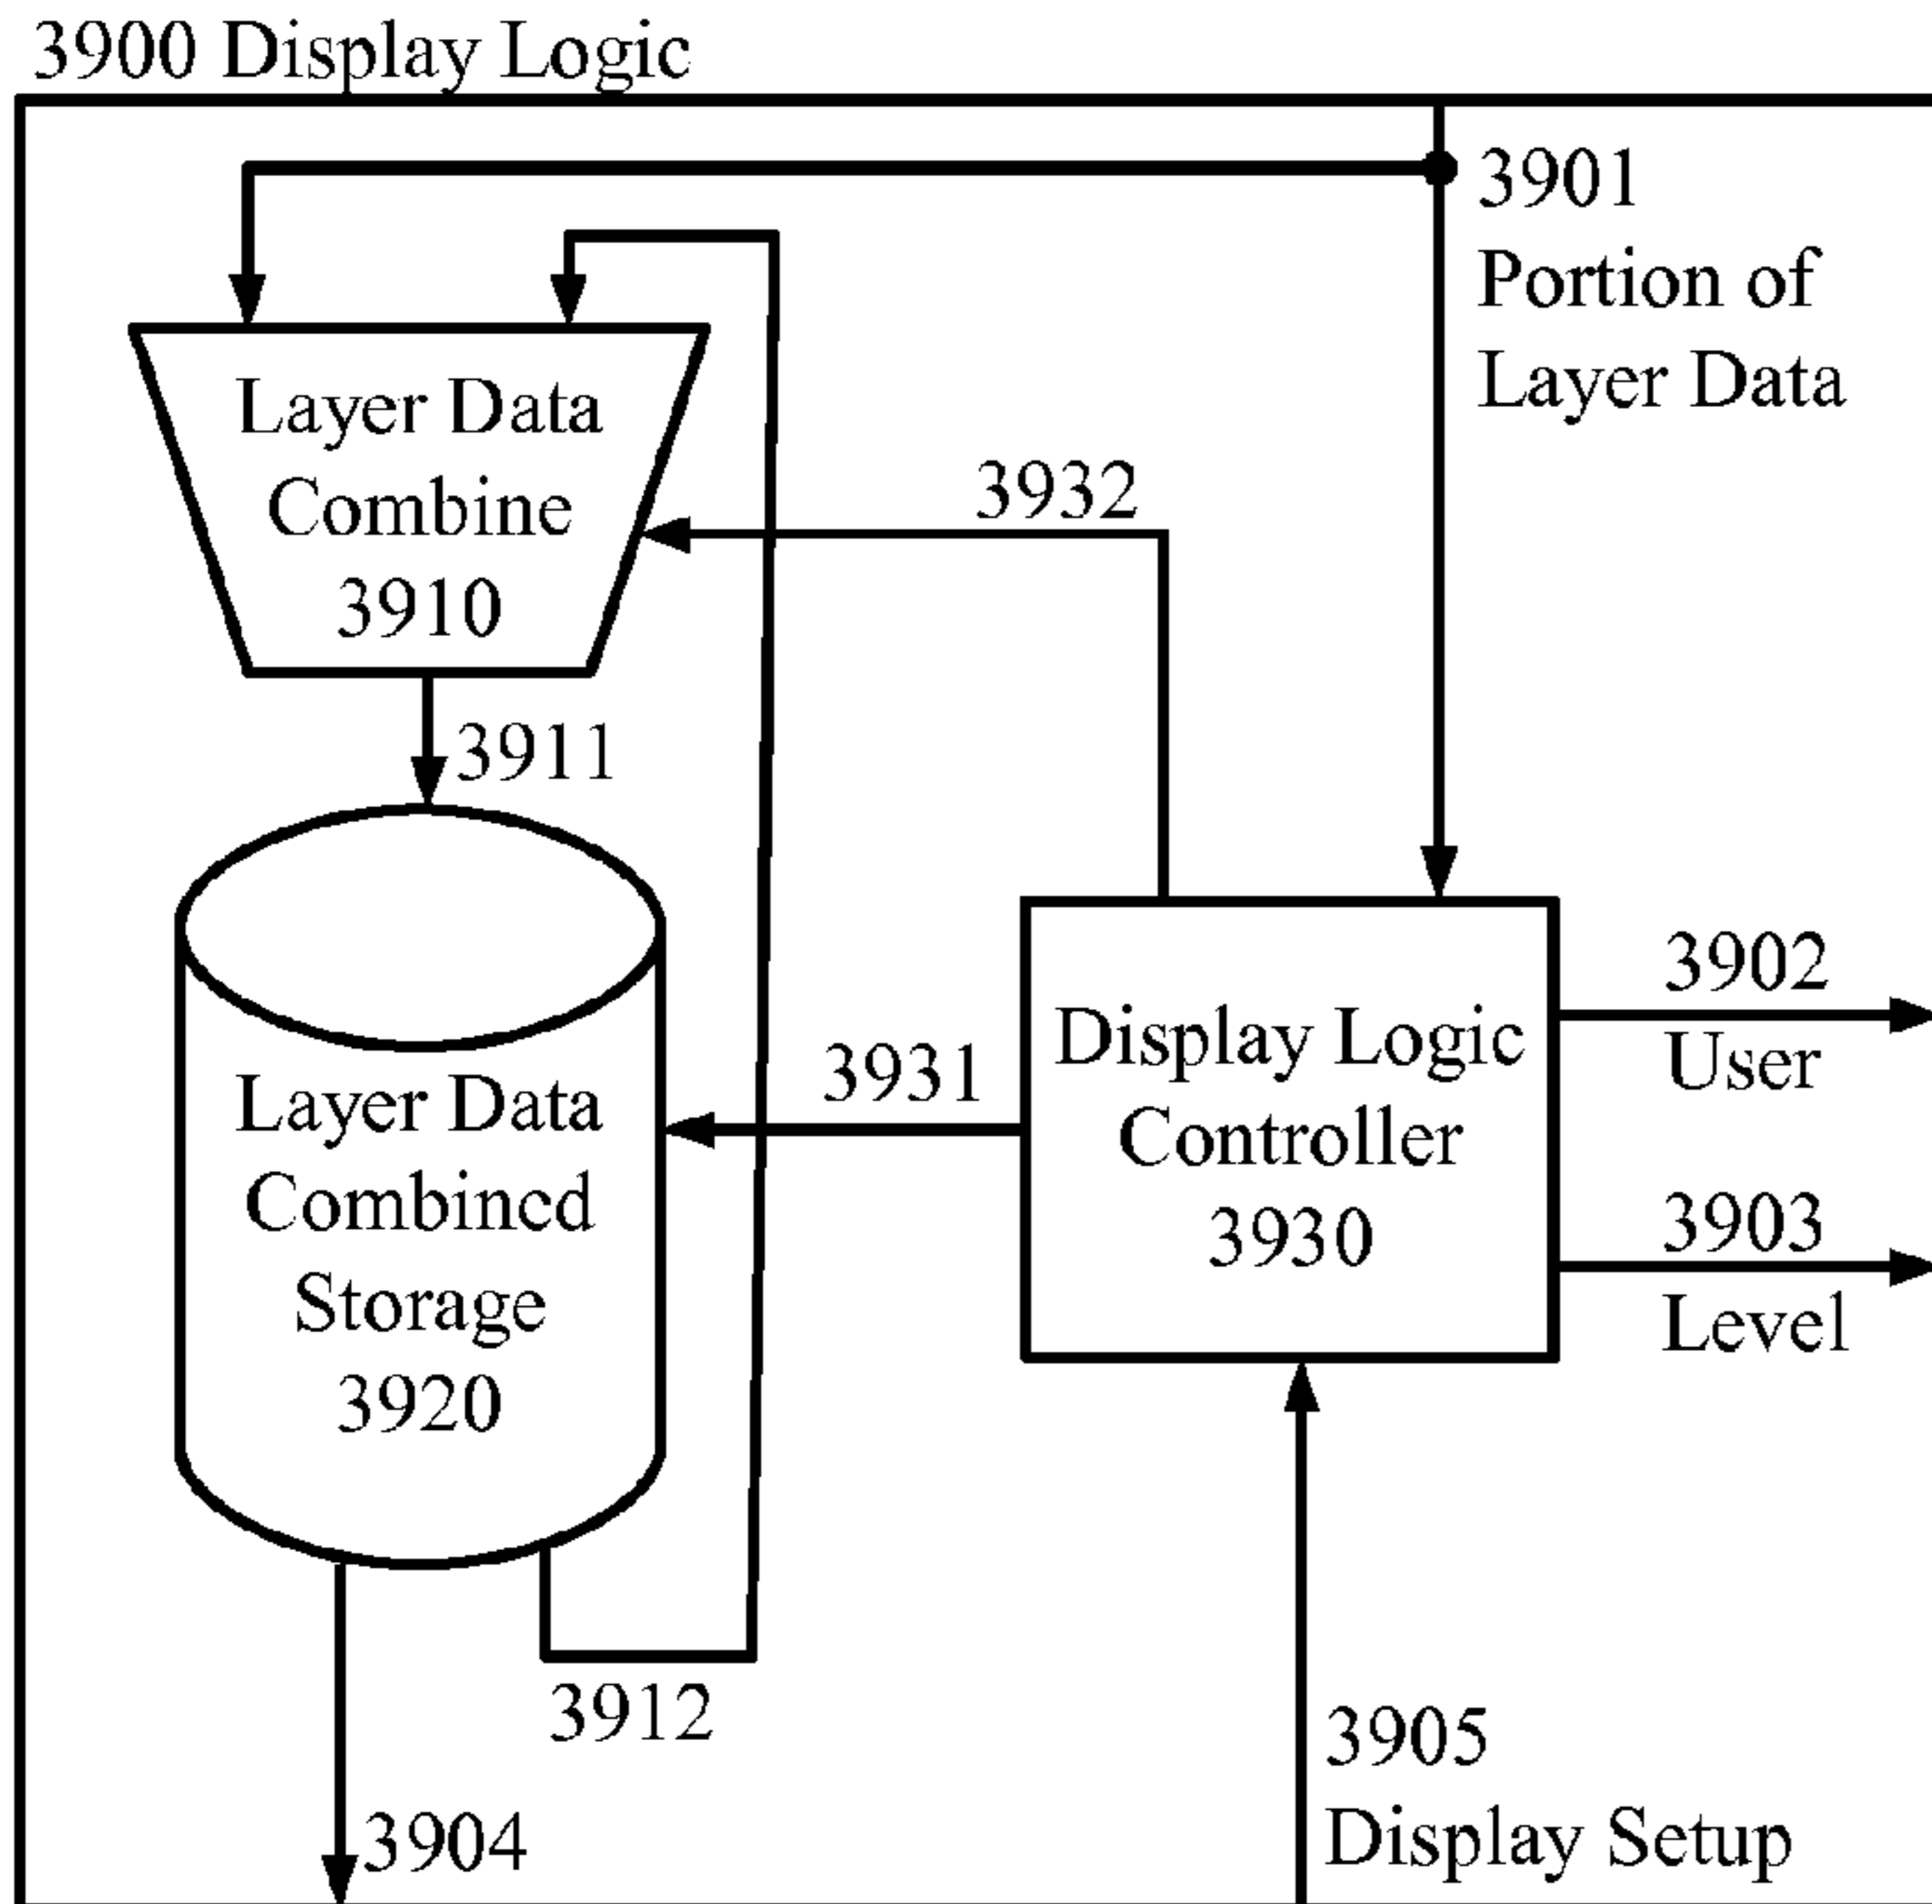 3900 Display Logic
3901
Portion of
Layer Data
Layer Data
Combine
3910
3932
3911
3902
User
Display Logic
Controller
3930
3931
Layer Data
Combined
Storage
3920
3903
Level
3912
3905
Display Setup
3904